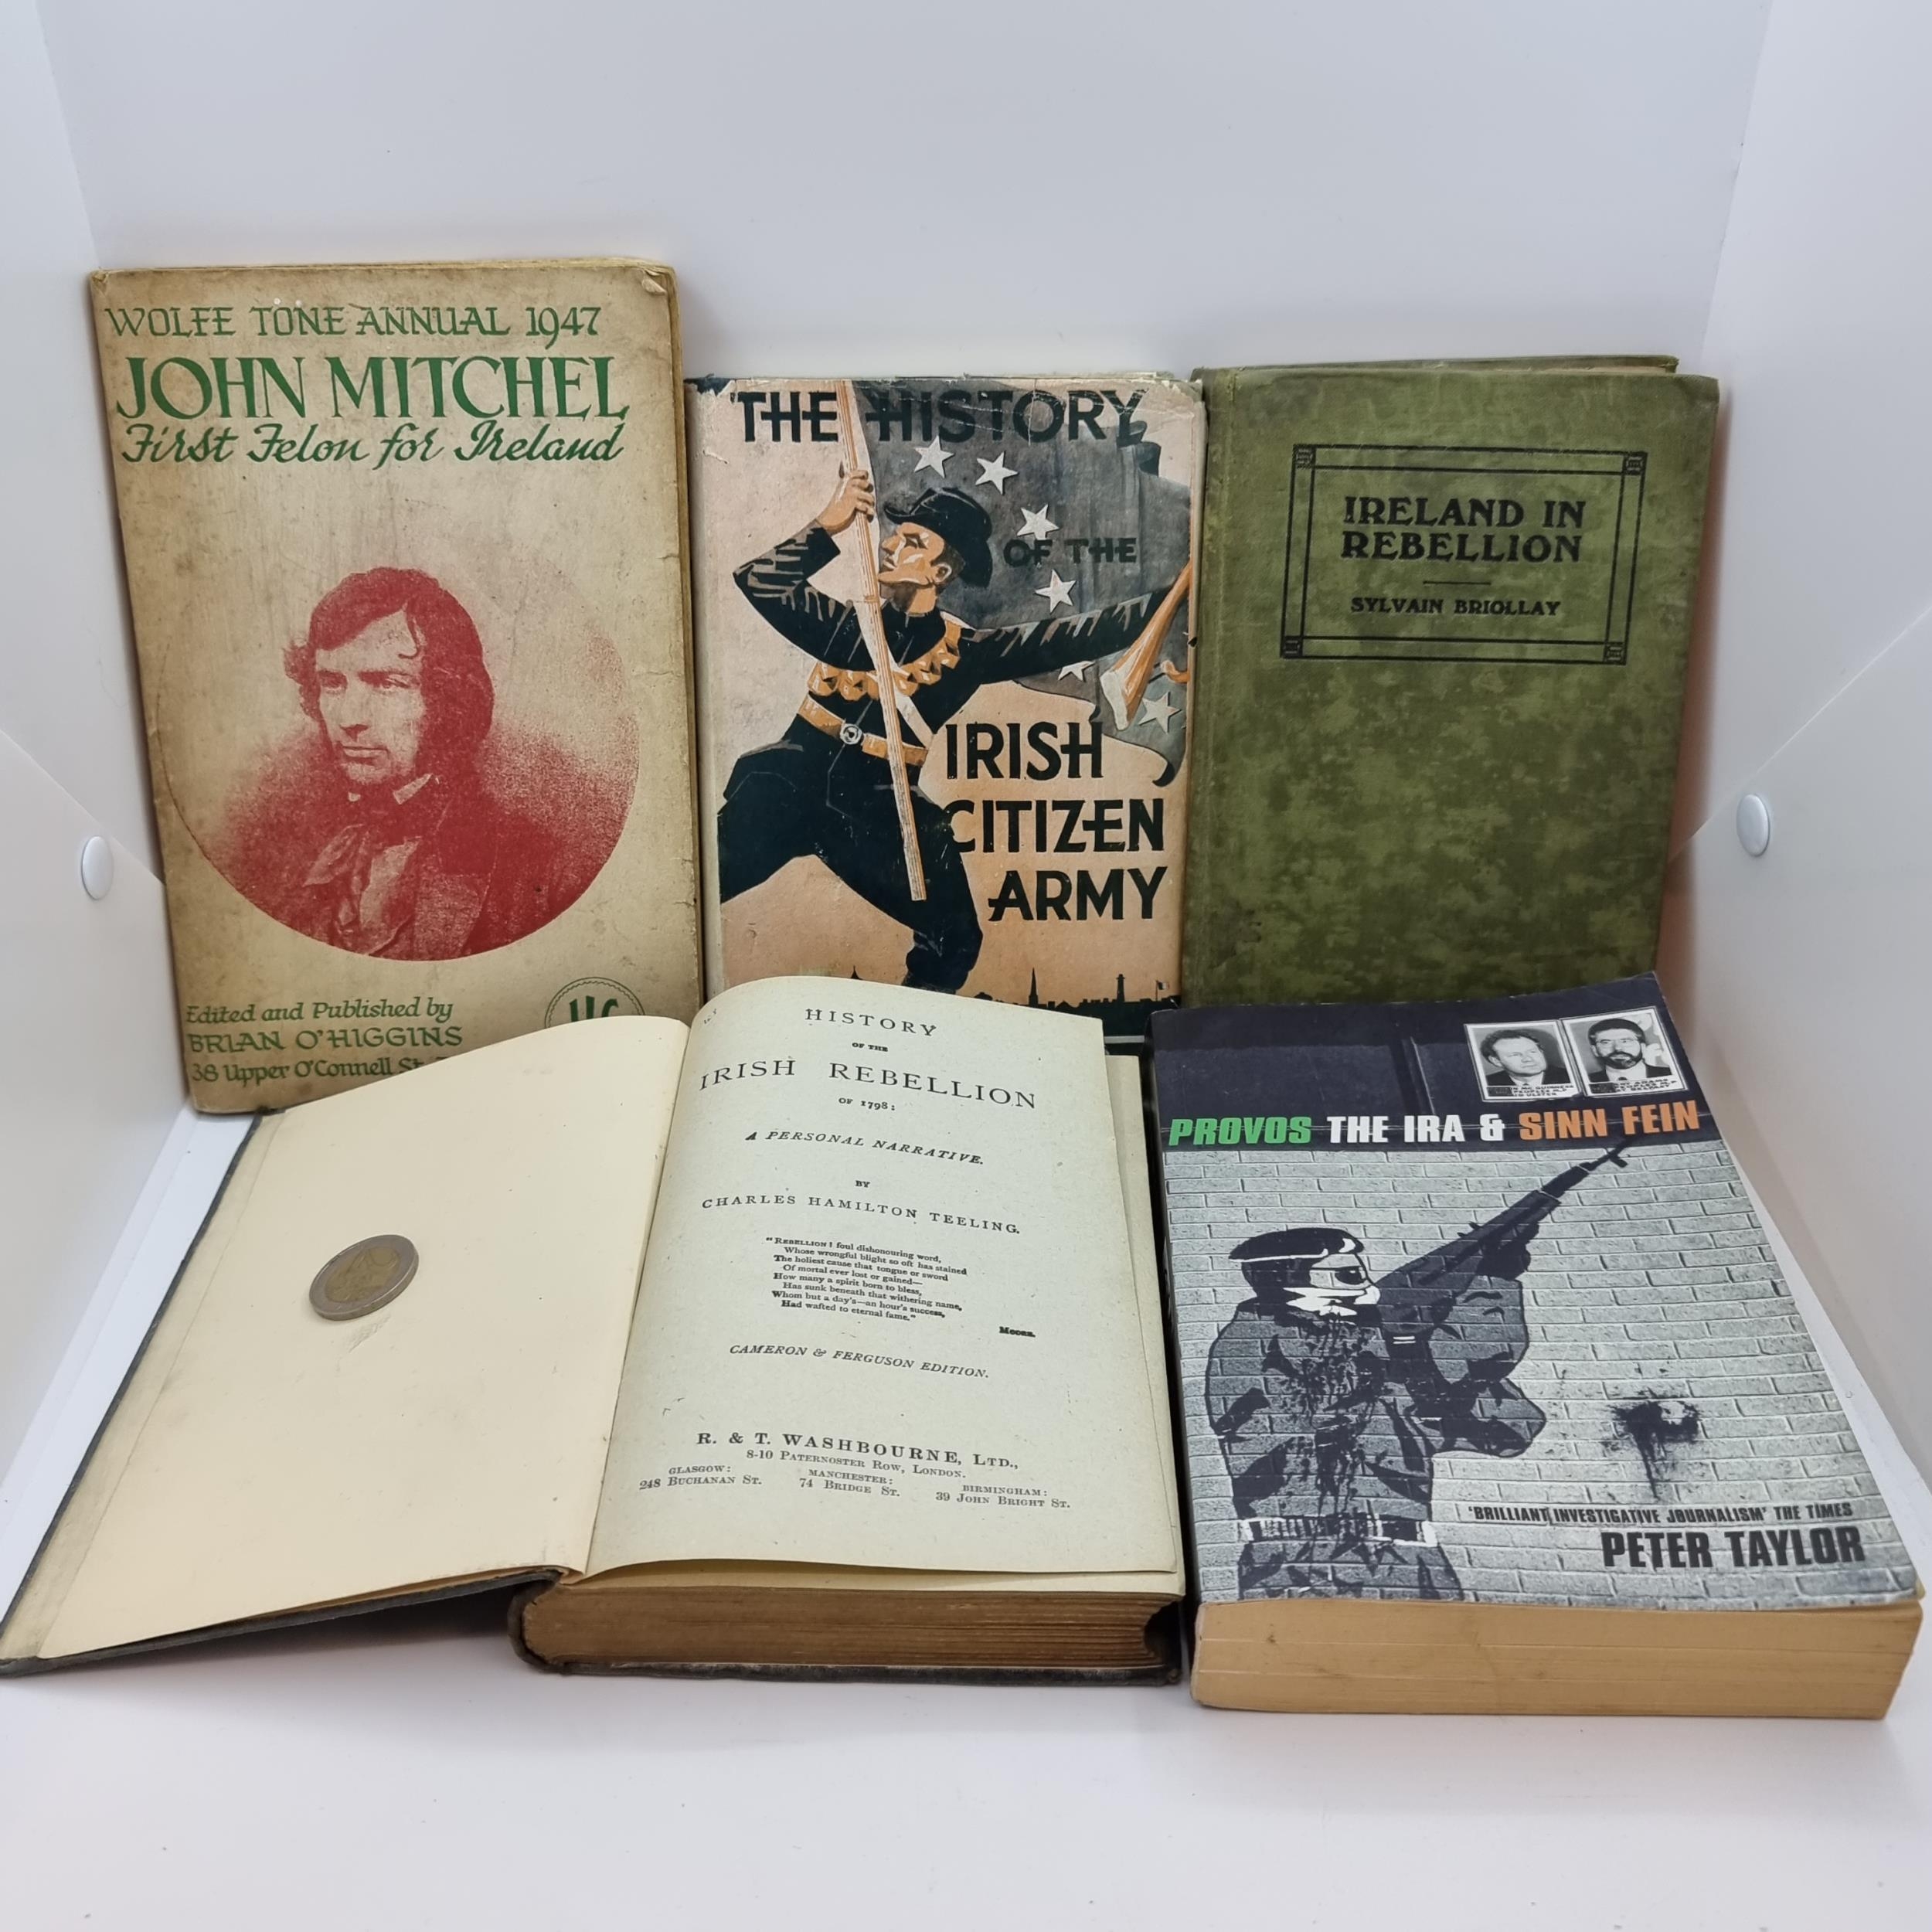 WOLFE TONE ANNUAL 1947
JOHN MITCHEL
First Felon for Ireland
Edited and Published by
BRIAN O'HIGGINS
38 Upper O'Connell St.
THE HISTORY
OF THE
IRISH
CITIZEN
ARMY
IRELAND IN
REBELLION
SYLVAIN BRIOLLAY
HISTORY
OF THE
IRISH REBELLION
OF 1798:
A PERSONAL NARRATIVE.
BY
CHARLES HAMILTON TEELING.
"REBELLION! foul dishonouring word,
Whose wrongful blight so oft has stained
The holiest cause that tongue or sword
Of mortal ever lost or gained—
How many a spirit born to bless,
Has sunk beneath that withering name,
Whom but a day's—an hour's success,
Had wafted to eternal fame."
MOORE.
CAMERON & FERGUSON EDITION.
R. & T. WASHBOURNE, LTD.,
8-10 PATERNOSTER ROW, LONDON.
GLASGOW: MANCHESTER: BIRMINGHAM:
248 BUCHANAN ST. 74 BRIDGE ST. 39 JOHN BRIGHT ST.
PROVOS THE IRA & SINN FEIN
'BRILLIANT INVESTIGATIVE JOURNALISM' THE TIMES
PETER TAYLOR